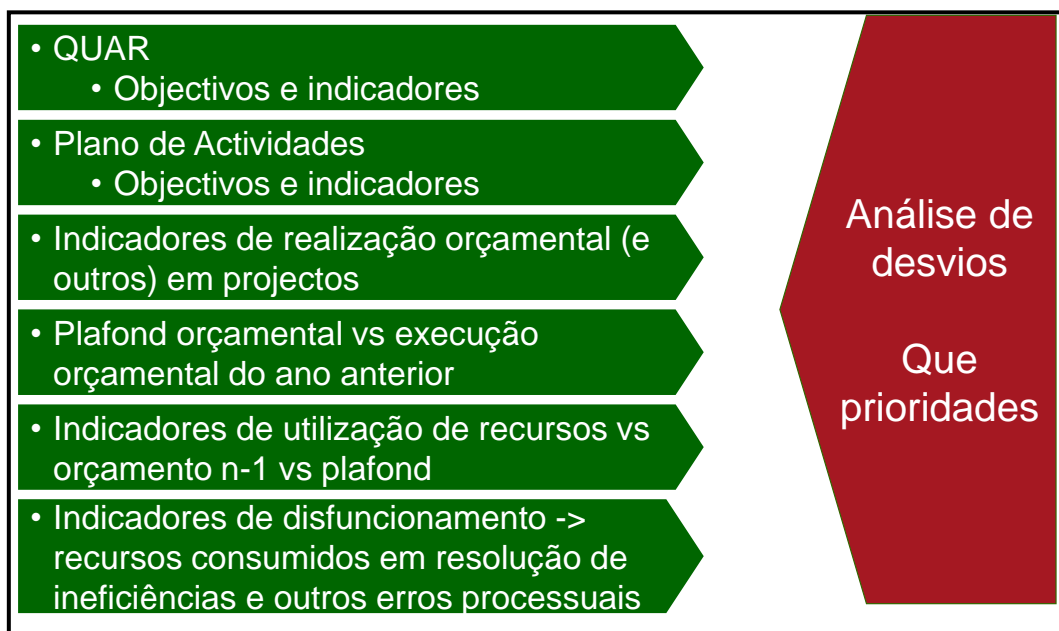 • QUAR
• Objectivos e indicadores
• Plano de Actividades
• Objectivos e indicadores
• Indicadores de realização orçamental (e
outros) em projectos
• Plafond orçamental vs execução
orçamental do ano anterior
• Indicadores de utilização de recursos vs
orçamento n-1 vs plafond
• Indicadores de disfuncionamento ->
recursos consumidos em resolução de
ineficiências e outros erros processuais
Análise de
desvios
Que
prioridades